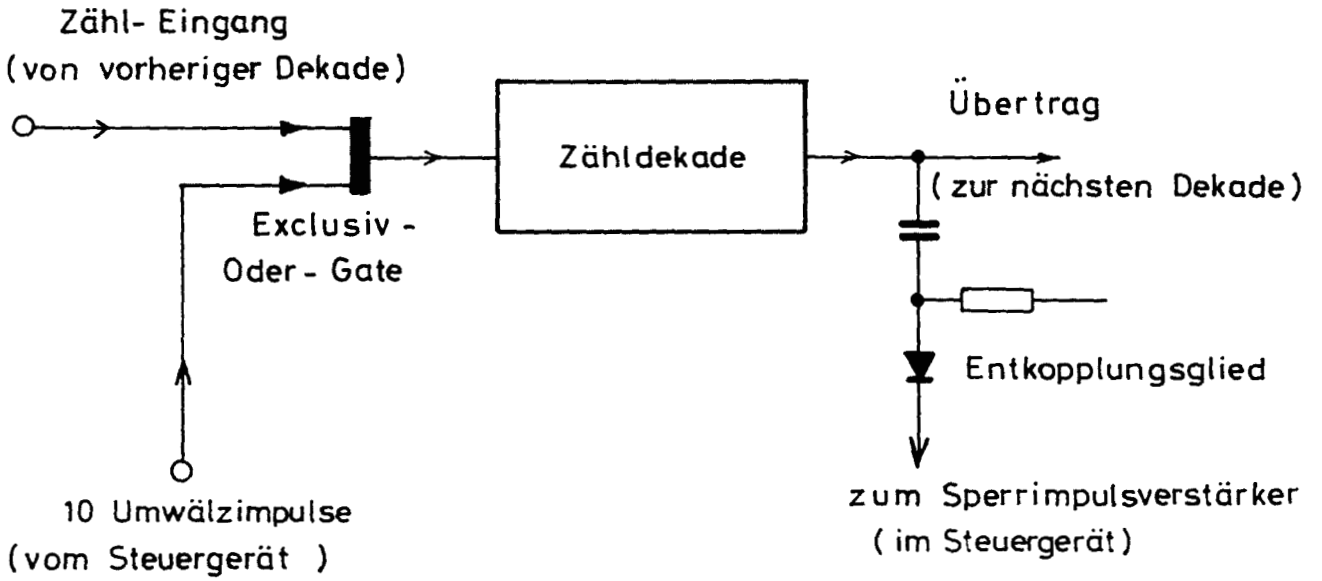 Zähl- Eingang
(von vorheriger Dekade)
Exclusiv -
Oder - Gate
10 Umwälzimpulse
(vom Steuergerät )
Zähldekade
Übertrag
(zur nächsten Dekade)
Entkopplungsglied
zum Sperrimpulsverstärker
(im Steuergerät)